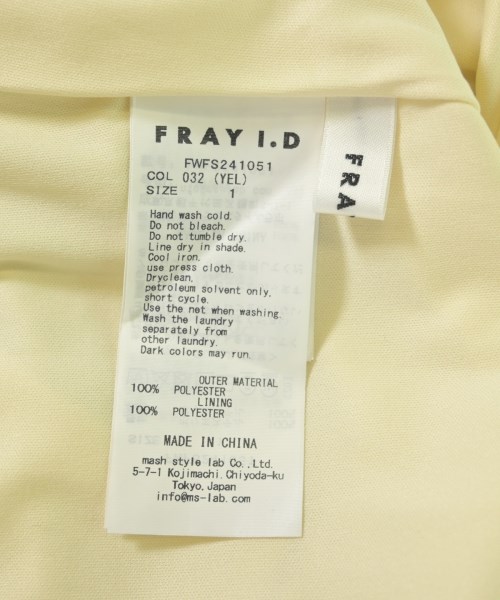 FRAY I.D
FWFS241051
COL 032 (YEL)
SIZE 1
Hand wash cold.
Do not bleach.
Do not tumble dry.
Line dry in shade.
Cool iron.
use press cloth.
Dryclean,
petroleum solvent only,
short cycle.
Use the net when washing.
Wash the laundry
separately from
other laundry.
Dark colors may run.
OUTER MATERIAL
100% POLYESTER
LINING
100% POLYESTER
MADE IN CHINA
mash style lab Co., Ltd.
5-7-1 Kojimachi. Chiyoda-ku
Tokyo, Japan
info@ms-lab.com
FRA